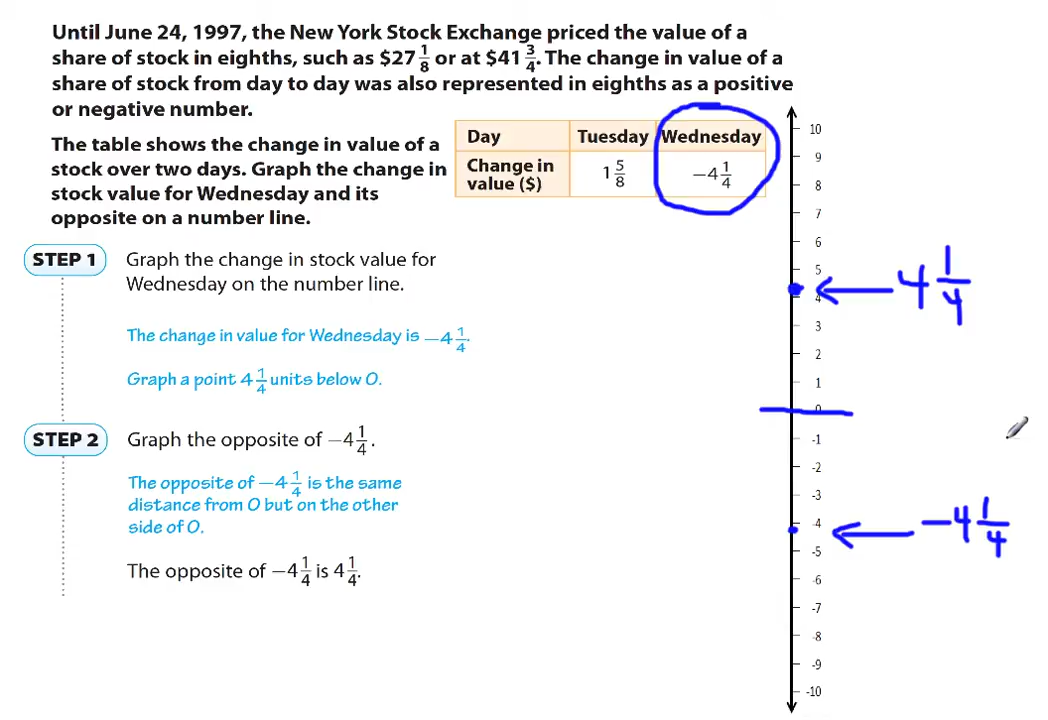 Until June 24, 1997, the New York Stock Exchange priced the value of a
share of stock in eighths, such as $27 1/8 or at $41 3/4. The change in value of a
share of stock from day to day was also represented in eighths as a positive
or negative number.
The table shows the change in value of a
stock over two days. Graph the change in
stock value for Wednesday and its
opposite on a number line.
Day Tuesday Wednesday
Change in
value ($) 1 5/8 −4 1/4
STEP 1 Graph the change in stock value for
Wednesday on the number line.
The change in value for Wednesday is −4 1/4.
Graph a point 4 1/4 units below 0.
STEP 2 Graph the opposite of −4 1/4.
The opposite of −4 1/4 is the same
distance from 0 but on the other
side of 0.
The opposite of −4 1/4 is 4 1/4.
10
9
8
7
6
5
4
4 1/4
3
2
1
0
-1
-2
-3
-4
−4 1/4
-5
-6
-7
-8
-9
-10